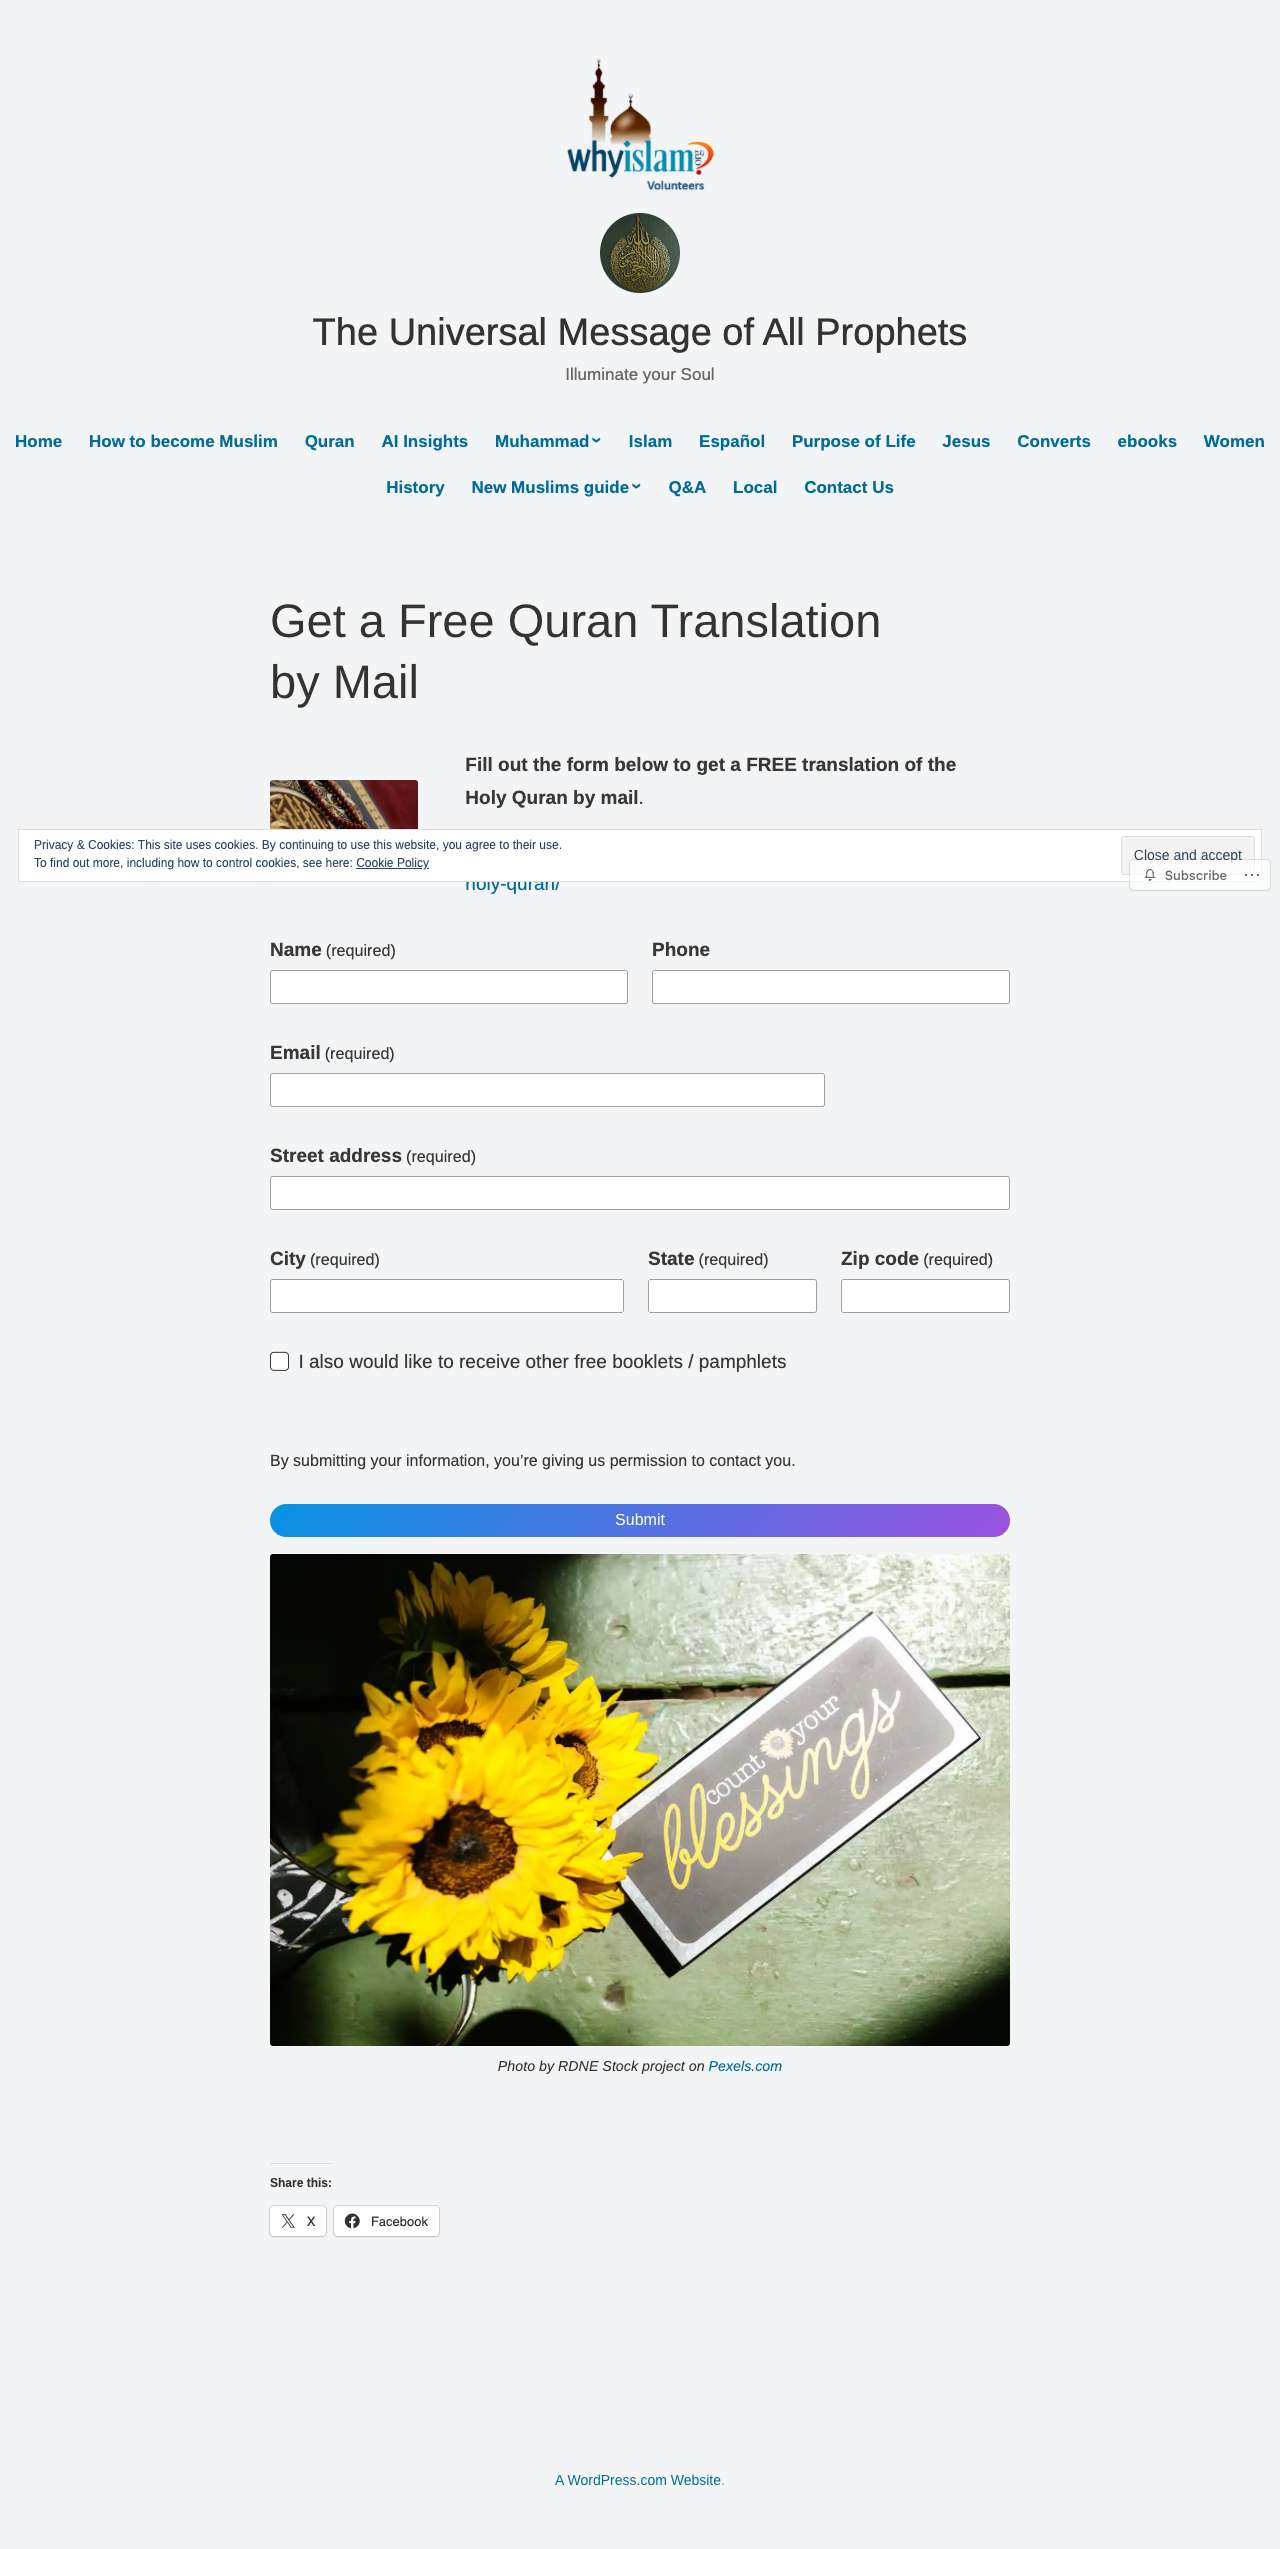 whyislam?
.org
Volunteers
The Universal Message of All Prophets
Illuminate your Soul
Home How to become Muslim Quran AI Insights Muhammad Islam Español Purpose of Life Jesus Converts ebooks Women
History New Muslims guide Q&A Local Contact Us
Get a Free Quran Translation
by Mail
Fill out the form below to get a FREE translation of the
Holy Quran by mail.
Privacy & Cookies: This site uses cookies. By continuing to use this website, you agree to their use.
To find out more, including how to control cookies, see here: Cookie Policy
Close and accept
holy-quran/
Subscribe ···
Name (required) Phone
Email (required)
Street address (required)
City (required) State (required) Zip code (required)
I also would like to receive other free booklets / pamphlets
By submitting your information, you’re giving us permission to contact you.
Submit
count your
blessings
Photo by RDNE Stock project on Pexels.com
Share this:
X Facebook
A WordPress.com Website.